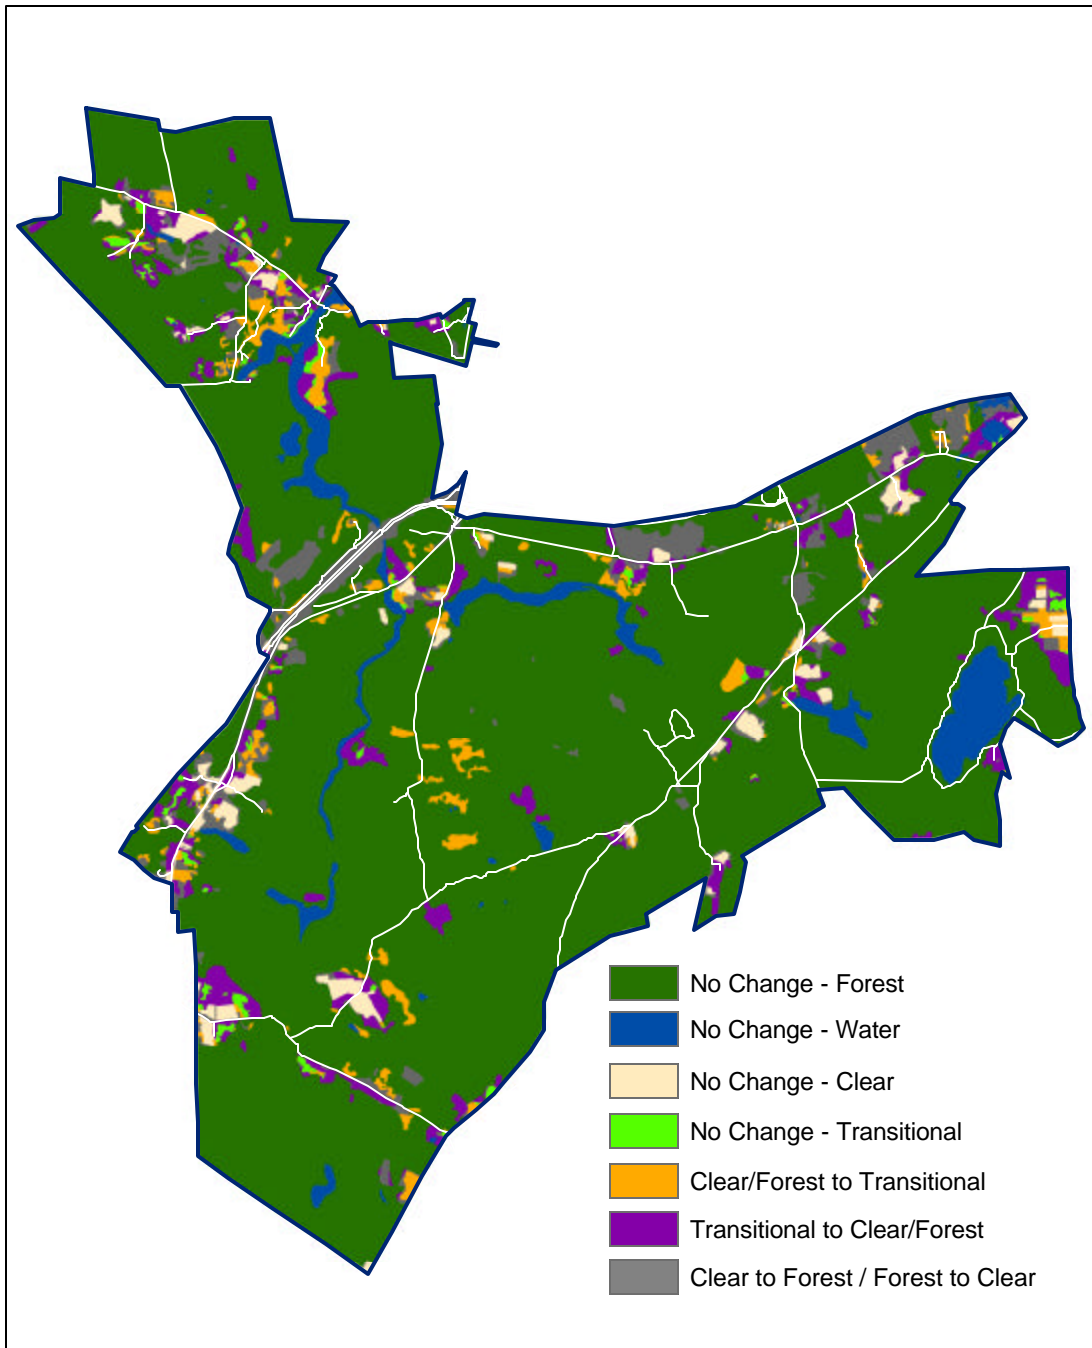 No Change - Forest
No Change - Water
No Change - Clear
No Change - Transitional
Clear/Forest to Transitional
Transitional to Clear/Forest
Clear to Forest / Forest to Clear